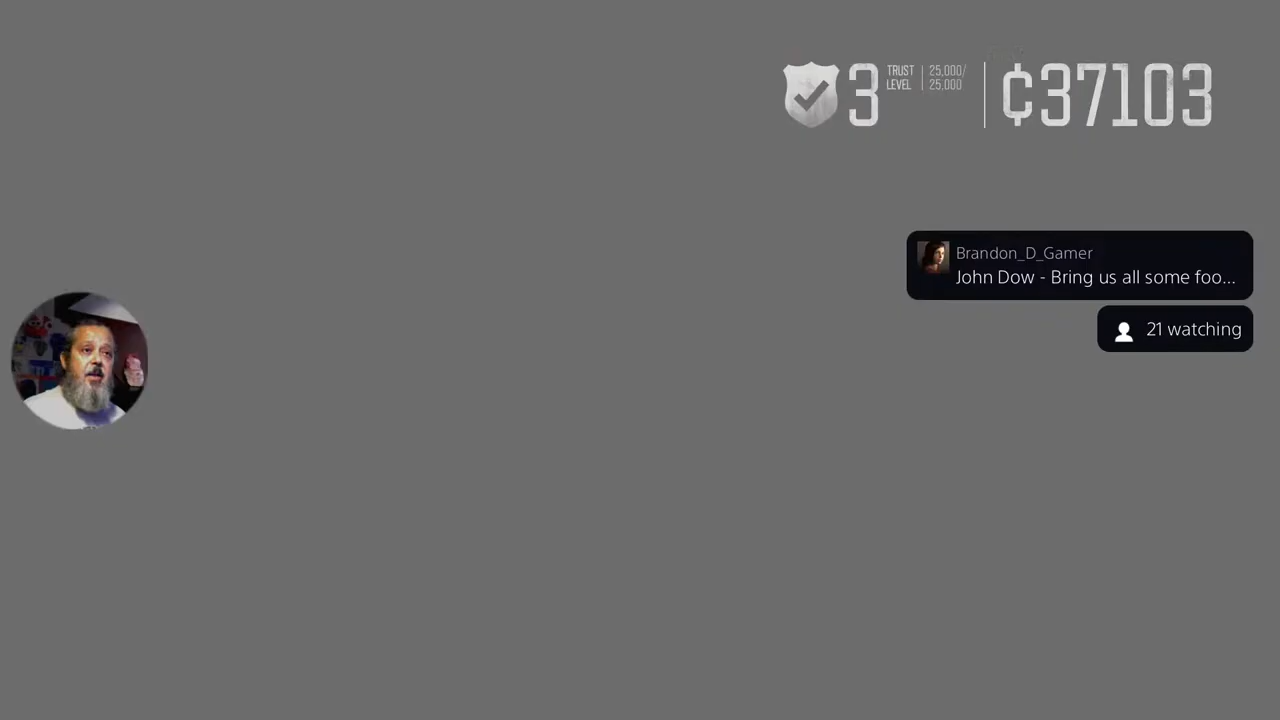 3 TRUST LEVEL 25,000/25,000 ¢37103
Brandon_D_Gamer
John Dow - Bring us all some foo...
21 watching